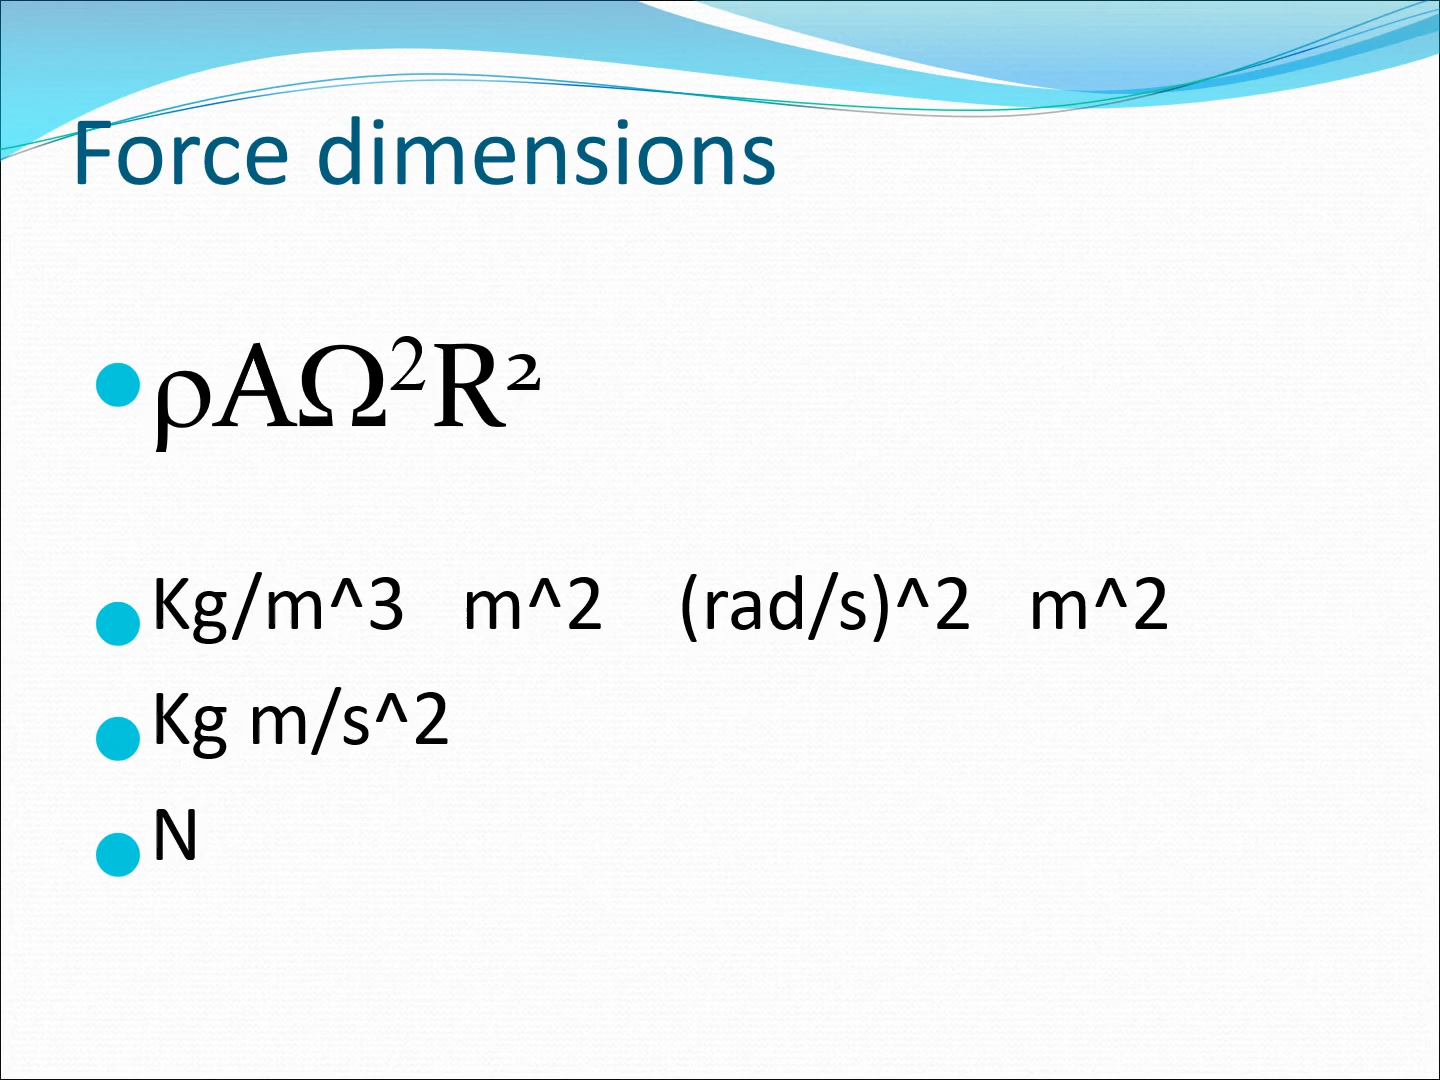 Force dimensions
ρAΩ²R²
Kg/m^3 m^2 (rad/s)^2 m^2
Kg m/s^2
N